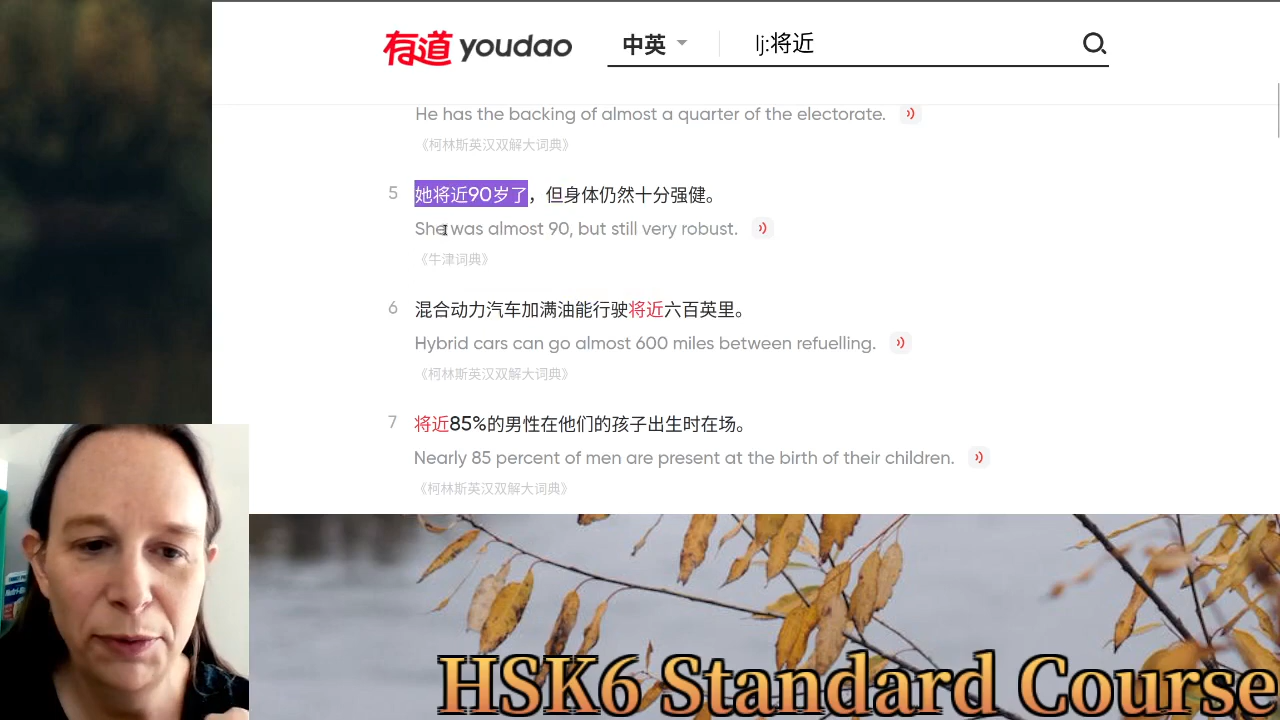 有道 youdao
中英
lj:将近
He has the backing of almost a quarter of the electorate.
《柯林斯英汉双解大词典》
5 她将近90岁了，但身体仍然十分强健。
She was almost 90, but still very robust.
《牛津词典》
6 混合动力汽车加满油能行驶将近六百英里。
Hybrid cars can go almost 600 miles between refuelling.
《柯林斯英汉双解大词典》
7 将近85%的男性在他们的孩子出生时在场。
Nearly 85 percent of men are present at the birth of their children.
《柯林斯英汉双解大词典》
HSK6 Standard Course